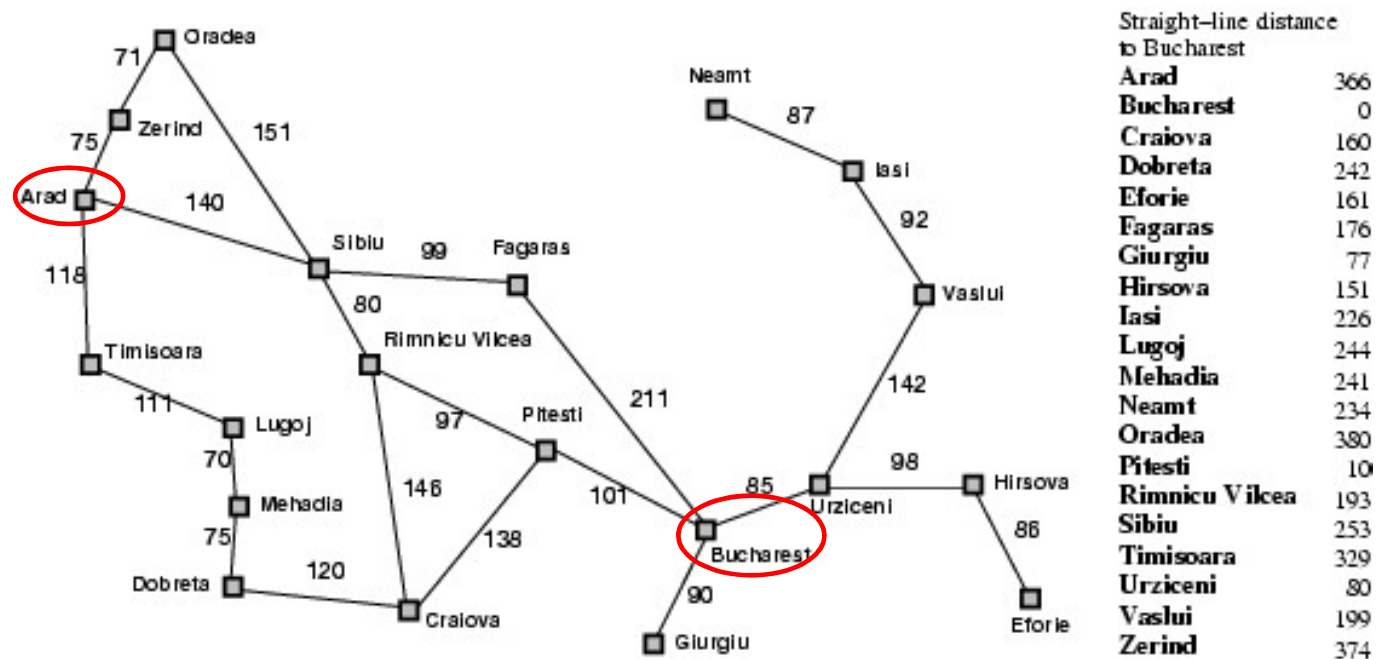 Oradea
71
Neamt
87
Zerind
151
75
Iasi
Arad
140
92
Sibiu
99
Fagaras
118
80
Vaslui
Timisoara
Rimnicu Vilcea
142
111
211
Lugoj
97
Pitesti
70
98
Hirsova
146
101
85
Urziceni
Mehadia
138
86
75
Bucharest
120
90
Dobreta
Craiova
Eforie
Giurgiu
Straight–line distance
to Bucharest
Arad 366
Bucharest 0
Craiova 160
Dobreta 242
Eforie 161
Fagaras 176
Giurgiu 77
Hirsova 151
Iasi 226
Lugoj 244
Mehadia 241
Neamt 234
Oradea 380
Pitesti 10
Rimnicu Vilcea 193
Sibiu 253
Timisoara 329
Urziceni 80
Vaslui 199
Zerind 374